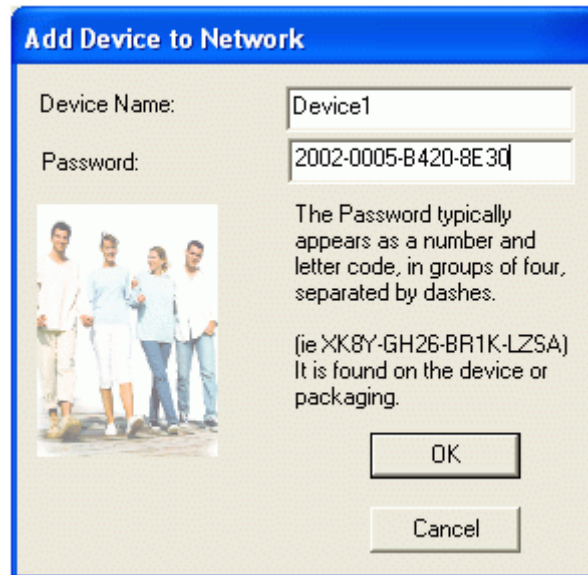 Add Device to Network
Device Name: Device1
Password: 2002-0005-B420-8E30
The Password typically
appears as a number and
letter code, in groups of four,
separated by dashes.
(ie XK8Y-GH26-BR1K-LZSA)
It is found on the device or
packaging.
OK
Cancel